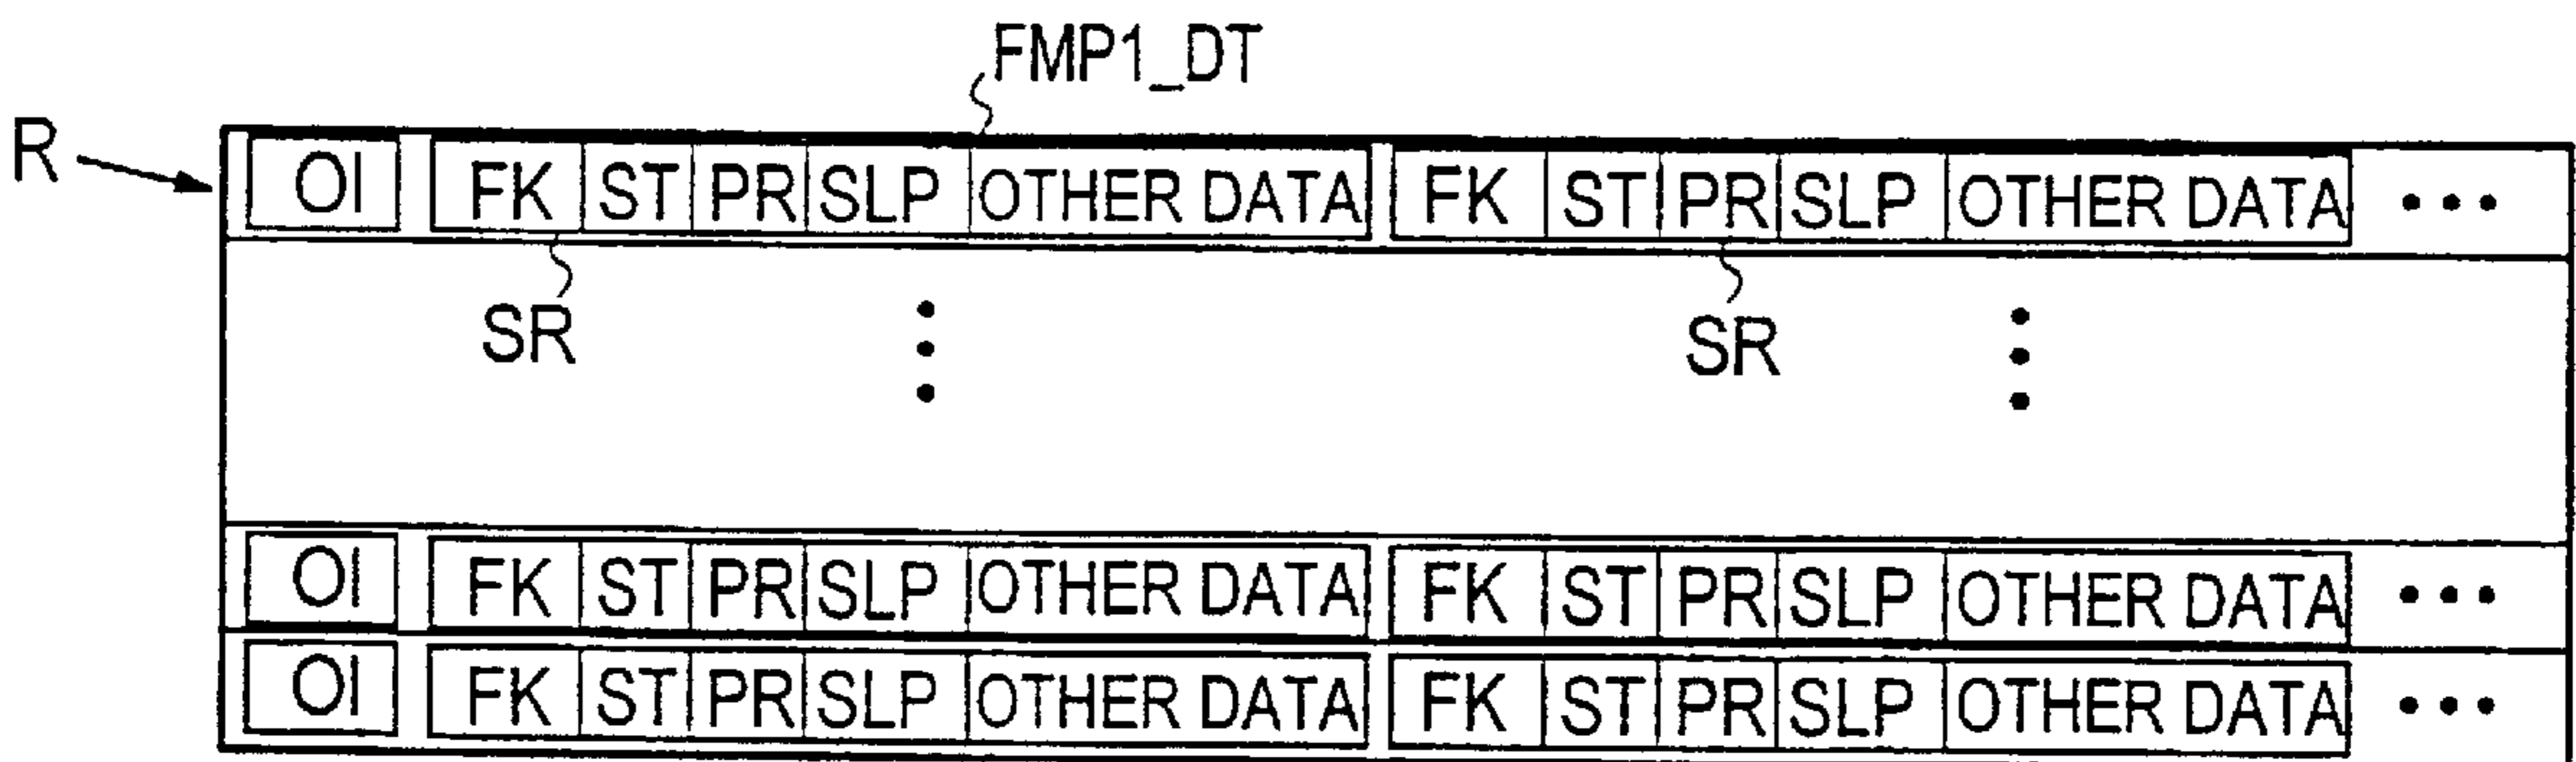 FMP1_DT
R
OI FK ST PR SLP OTHER DATA FK ST PR SLP OTHER DATA •••
SR SR
OI FK ST PR SLP OTHER DATA FK ST PR SLP OTHER DATA •••
OI FK ST PR SLP OTHER DATA FK ST PR SLP OTHER DATA •••